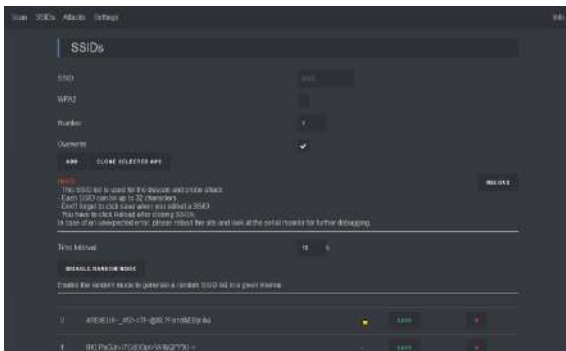 Scan SSIDs Attacks Settings Info
SSIDs
SSID
WPA2
Number
Overwrite
ADD CLONE SELECTED APS
INFO: RELOAD
- This SSID list is used for the beacon and probe attack
- Each SSID can be up to 32 characters
- Don't forget to click save when you edited a SSID
- You have to click Reload after cloning SSIDs
In case of an unexpected error, please reload the site and look at the serial monitor for further debugging.
Time Interval 10 s
Enable the random mode to generate a random SSID list in a given interval
0 SAVE X
1 SAVE X